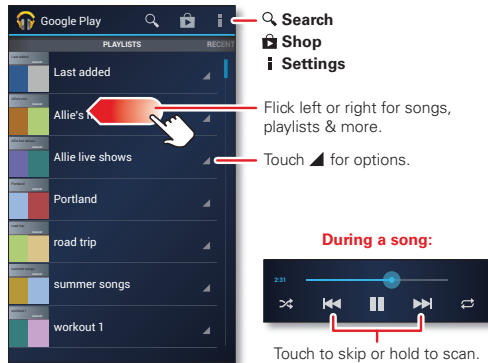 Google Play
PLAYLISTS
RECENT
Last added
Allie's f
Allie live shows
Portland
road trip
summer songs
workout 1
Search
Shop
Settings
Flick left or right for songs,
playlists & more.
Touch for options.
During a song:
2:31
Touch to skip or hold to scan.